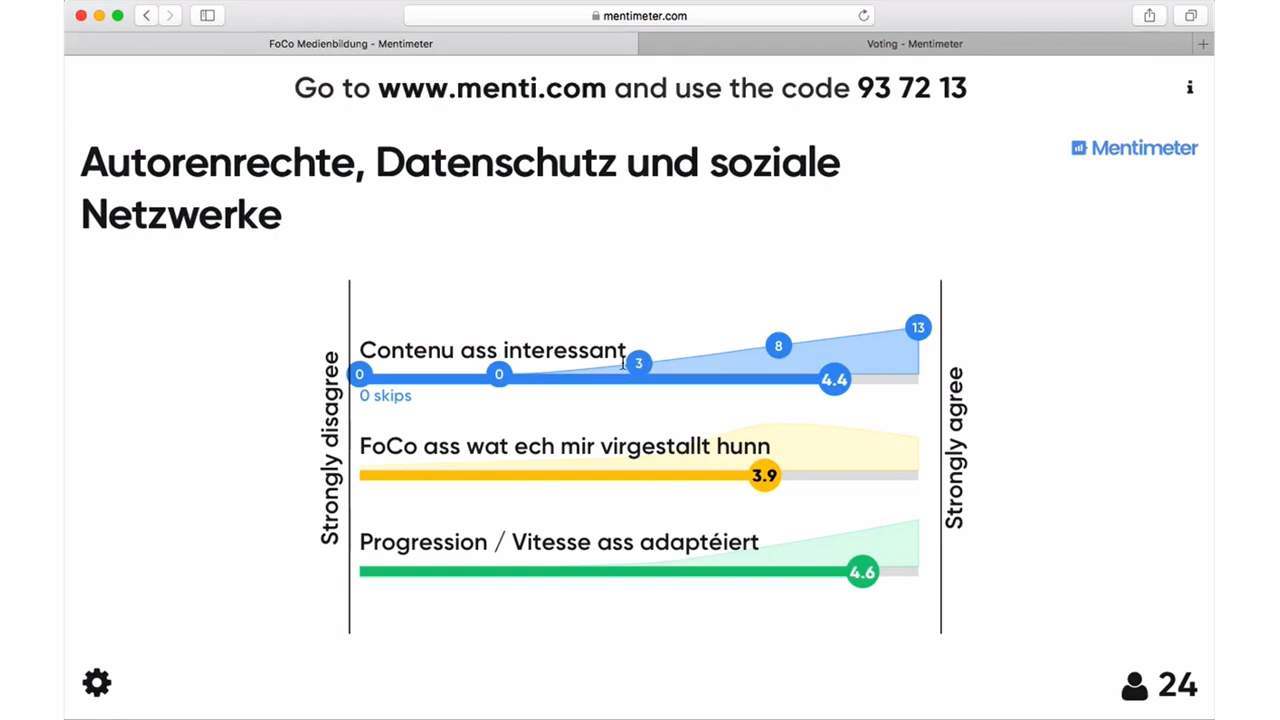 mentimeter.com
FoCo Medienbildung - Mentimeter
Voting - Mentimeter
Go to www.menti.com and use the code 93 72 13
Mentimeter
Autorenrechte, Datenschutz und soziale
Netzwerke
Strongly disagree
Strongly agree
Contenu ass interessant
0
0
3
8
13
4.4
0 skips
FoCo ass wat ech mir virgestallt hunn
3.9
Progression / Vitesse ass adaptéiert
4.6
24